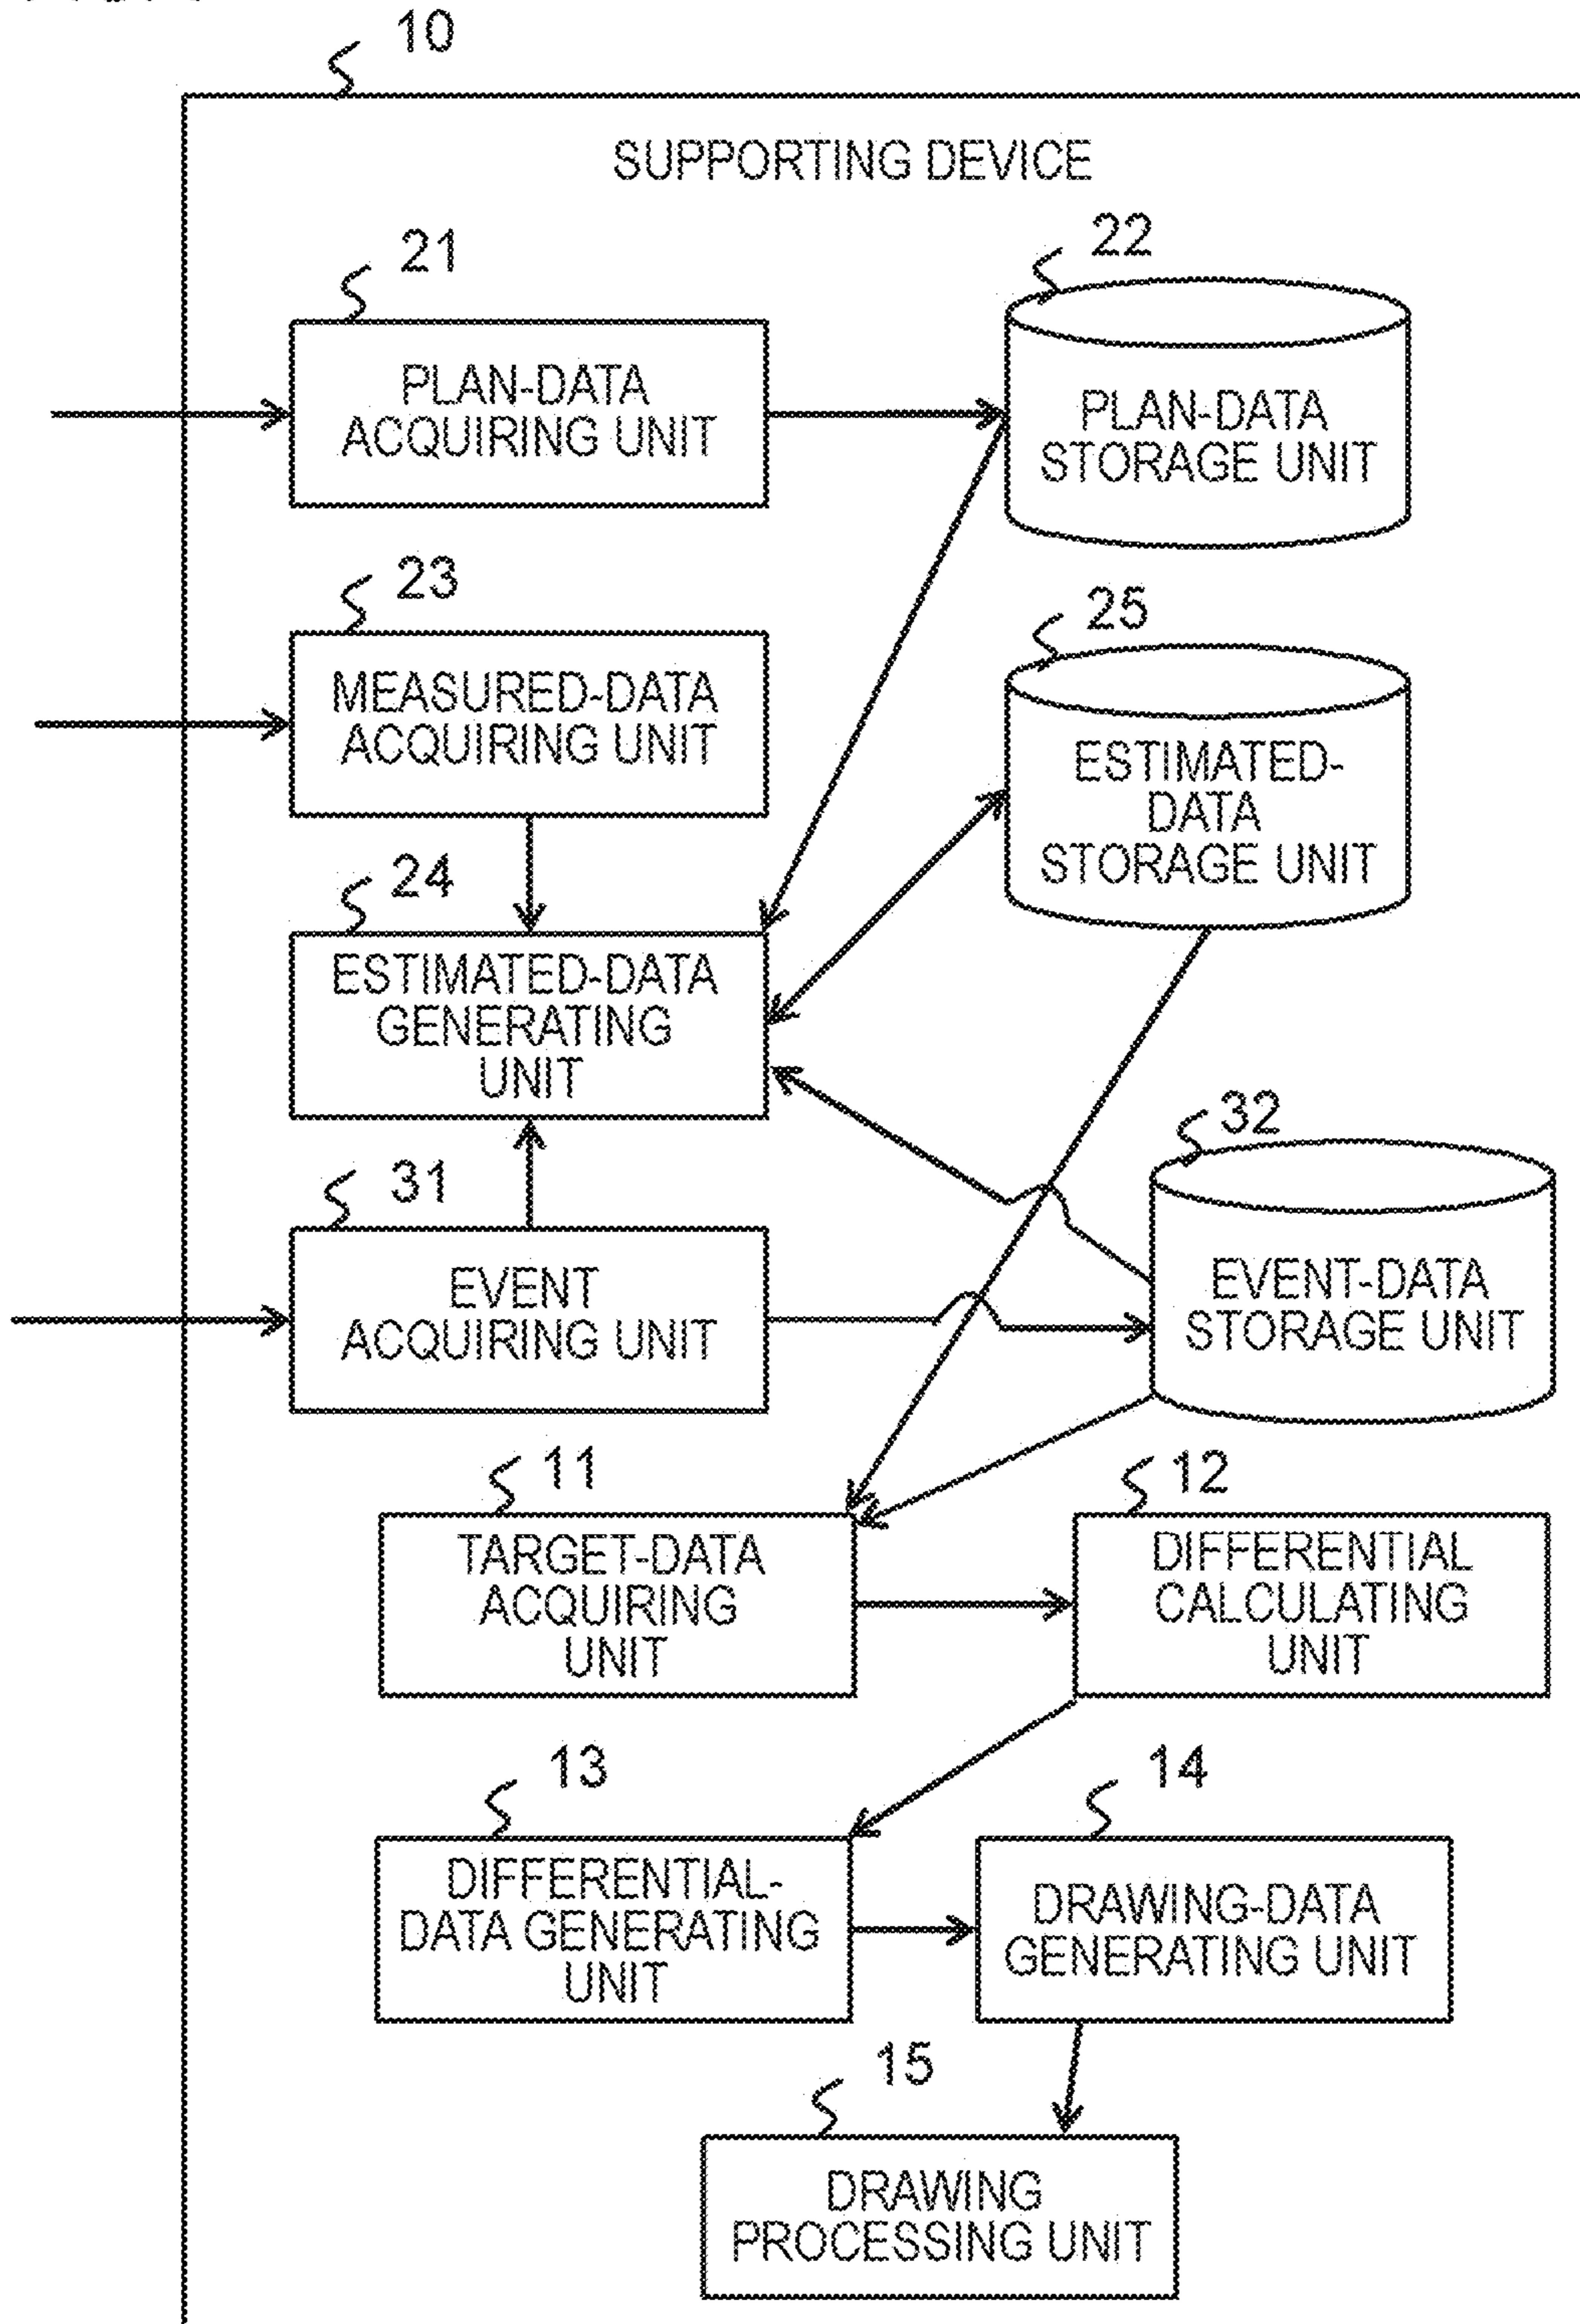 10
SUPPORTING DEVICE
21
22
PLAN-DATA
ACQUIRING UNIT
PLAN-DATA
STORAGE UNIT
23
25
MEASURED-DATA
ACQUIRING UNIT
ESTIMATED-
DATA
STORAGE UNIT
24
ESTIMATED-DATA
GENERATING
UNIT
32
31
EVENT
ACQUIRING UNIT
EVENT-DATA
STORAGE UNIT
11
12
TARGET-DATA
ACQUIRING
UNIT
DIFFERENTIAL
CALCULATING
UNIT
13
14
DIFFERENTIAL-
DATA GENERATING
UNIT
DRAWING-DATA
GENERATING UNIT
15
DRAWING
PROCESSING UNIT